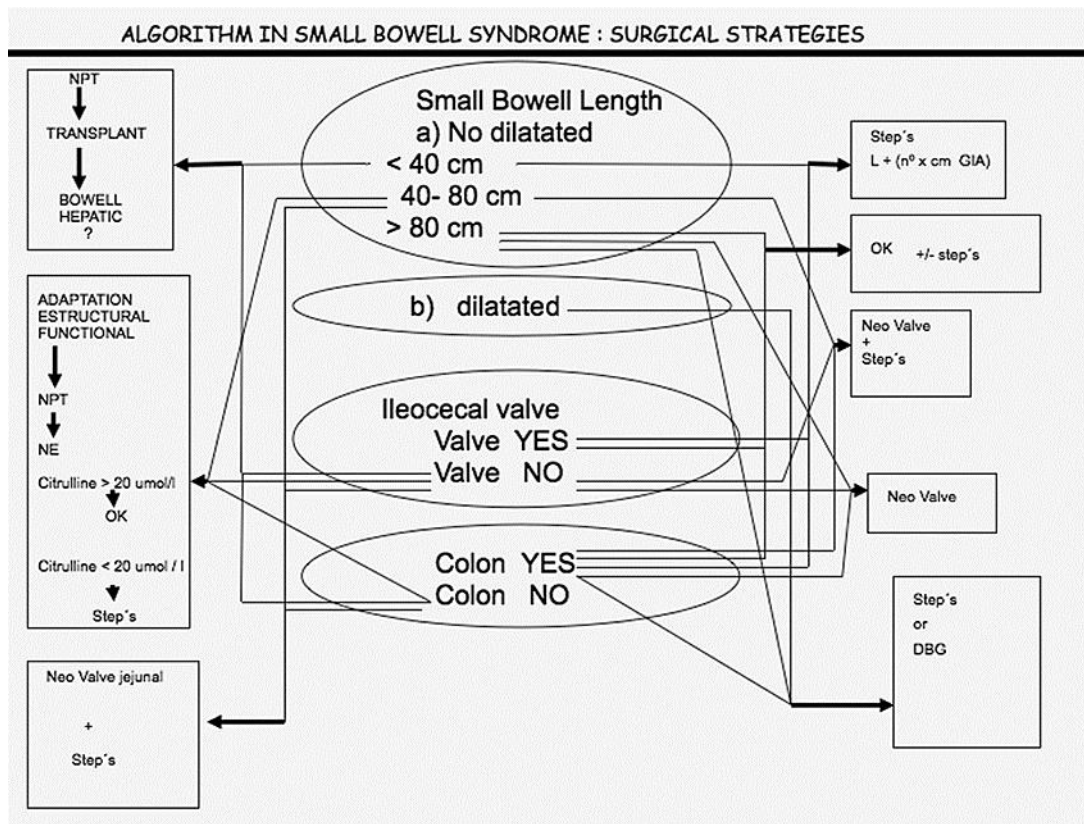 ALGORITHM IN SMALL BOWELL SYNDROME : SURGICAL STRATEGIES
NPT
TRANSPLANT
BOWELL
HEPATIC
?
ADAPTATION
ESTRUCTURAL
FUNCTIONAL
NPT
NE
Citrulline > 20 umol/l
OK
Citrulline < 20 umol / l
Step´s
Neo Valve jejunal
+
Step´s
Small Bowell Length
a) No dilatated
< 40 cm
40- 80 cm
> 80 cm
b) dilatated
Ileocecal valve
Valve YES
Valve NO
Colon YES
Colon NO
Step´s
L + (nº x cm GIA)
OK +/- step´s
Neo Valve
+
Step´s
Neo Valve
Step´s
or
DBG